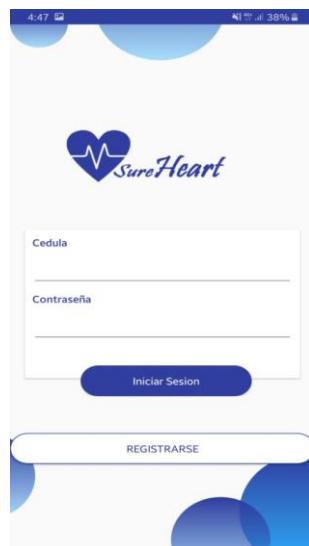 4:47 38%
SureHeart
Cedula
Contraseña
Iniciar Sesion
REGISTRARSE